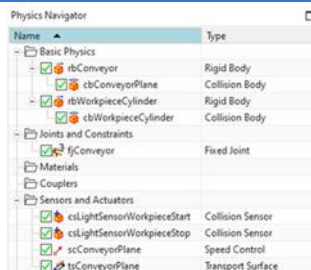 Physics Navigator
Name Type
Basic Physics
rbConveyor Rigid Body
cbConveyorPlane Collision Body
rbWorkpieceCylinder Rigid Body
cbWorkpieceCylinder Collision Body
Joints and Constraints
fjConveyor Fixed Joint
Materials
Couplers
Sensors and Actuators
csLightSensorWorkpieceStart Collision Sensor
csLightSensorWorkpieceStop Collision Sensor
scConveyorPlane Speed Control
tsConveyorPlane Transport Surface